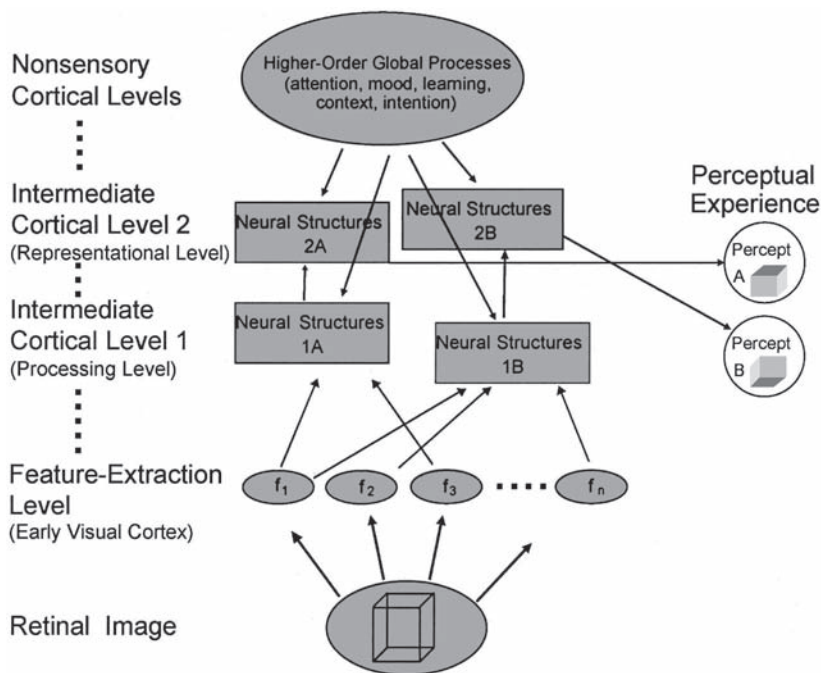 Nonsensory
Cortical Levels
Higher-Order Global Processes
(attention, mood, learning,
context, intention)
Intermediate
Cortical Level 2
(Representational Level)
Neural Structures
2A
Neural Structures
2B
Perceptual
Experience
Percept
A
Intermediate
Cortical Level 1
(Processing Level)
Neural Structures
1A
Neural Structures
1B
Percept
B
Feature-Extraction
Level
(Early Visual Cortex)
f1
f2
f3
fn
Retinal Image